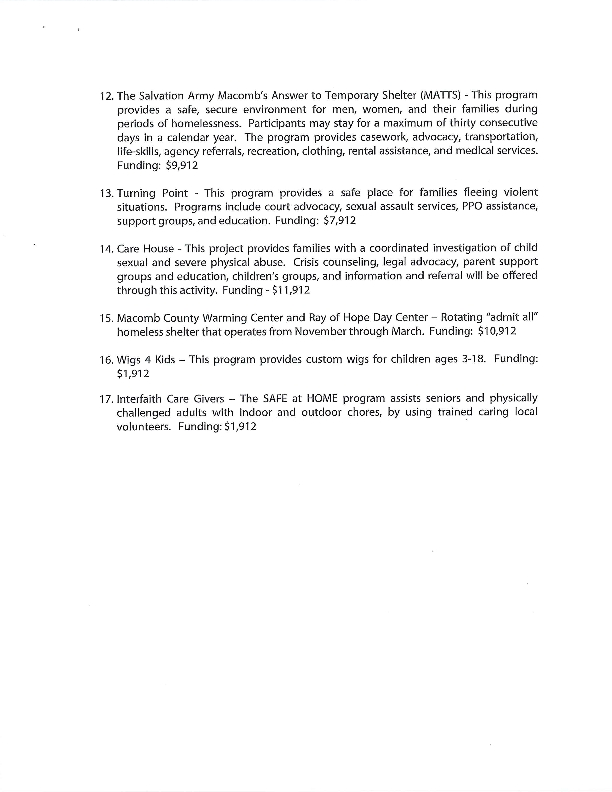 12. The Salvation Army Macomb's Answer to Temporary Shelter (MATTS) - This program
provides a safe, secure environment for men, women, and their families during
periods of homelessness. Participants may stay for a maximum of thirty consecutive
days in a calendar year. The program provides casework, advocacy, transportation,
life-skills, agency referrals, recreation, clothing, rental assistance, and medical services.
Funding: $9,912
13. Turning Point - This program provides a safe place for families fleeing violent
situations. Programs include court advocacy, sexual assault services, PPO assistance,
support groups, and education. Funding: $7,912
14. Care House - This project provides families with a coordinated investigation of child
sexual and severe physical abuse. Crisis counseling, legal advocacy, parent support
groups and education, children's groups, and information and referral will be offered
through this activity. Funding - $11,912
15. Macomb County Warming Center and Ray of Hope Day Center – Rotating "admit all"
homeless shelter that operates from November through March. Funding: $10,912
16. Wigs 4 Kids – This program provides custom wigs for children ages 3-18. Funding:
$1,912
17. Interfaith Care Givers – The SAFE at HOME program assists seniors and physically
challenged adults with indoor and outdoor chores, by using trained caring local
volunteers. Funding: $1,912